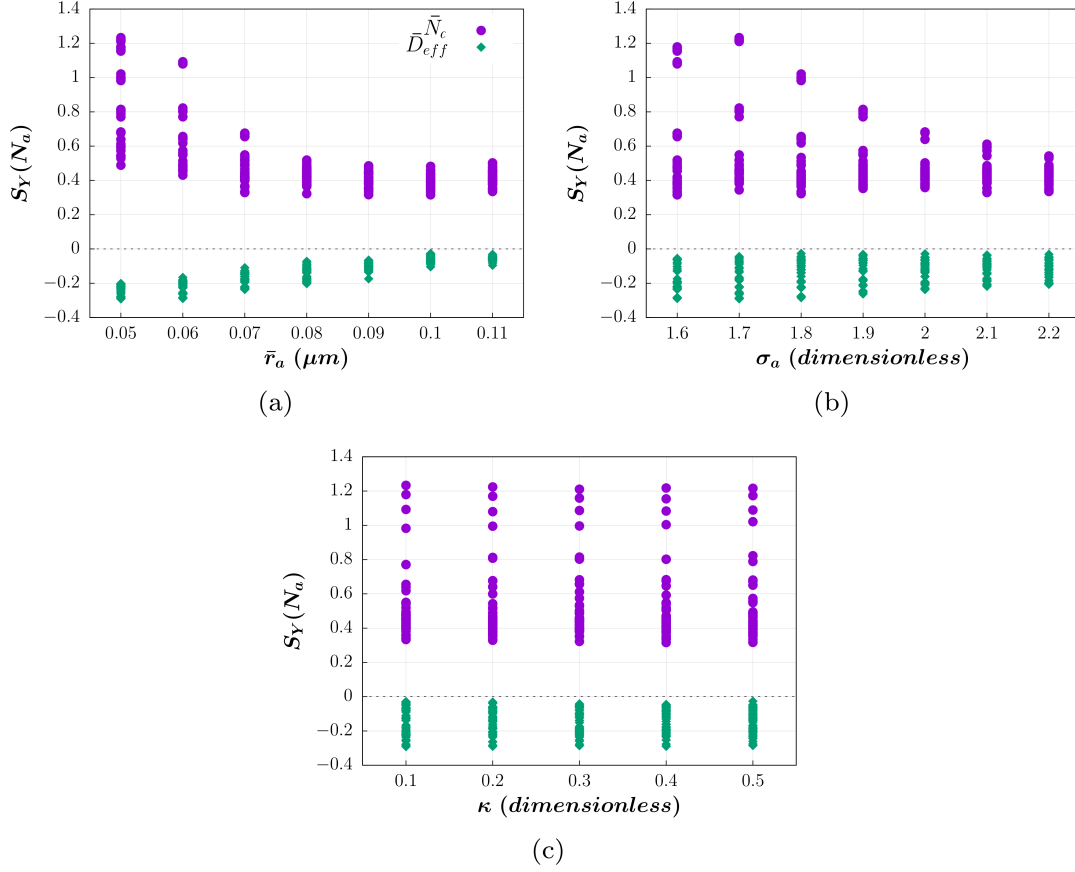 1.4
1.2
1
0.8
0.6
0.4
0.2
0
−0.2
−0.4
S_Y(N_a)
N̄_c
D̄_eff
0.05 0.06 0.07 0.08 0.09 0.1 0.11
r̄_a (μm)
(a)
1.4
1.2
1
0.8
0.6
0.4
0.2
0
−0.2
−0.4
S_Y(N_a)
1.6 1.7 1.8 1.9 2 2.1 2.2
σ_a (dimensionless)
(b)
1.4
1.2
1
0.8
0.6
0.4
0.2
0
−0.2
−0.4
S_Y(N_a)
0.1 0.2 0.3 0.4 0.5
κ (dimensionless)
(c)